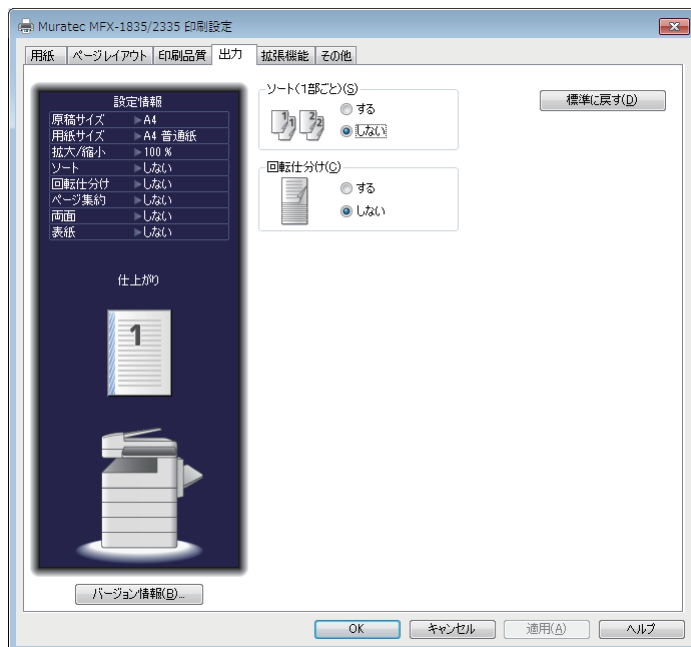 Muratec MFX-1835/2335 印刷設定
用紙 ページレイアウト 印刷品質 出力 拡張機能 その他
設定情報
原稿サイズ ▶A4
用紙サイズ ▶A4 普通紙
拡大/縮小 ▶100 %
ソート ▶しない
回転仕分け ▶しない
ページ集約 ▶しない
両面 ▶しない
表紙 ▶しない
仕上がり
1
ソート(1部ごと)(S)
1 1 2 2
する
しない
回転仕分け(C)
する
しない
標準に戻す(D)
バージョン情報(B)...
OK キャンセル 適用(A) ヘルプ